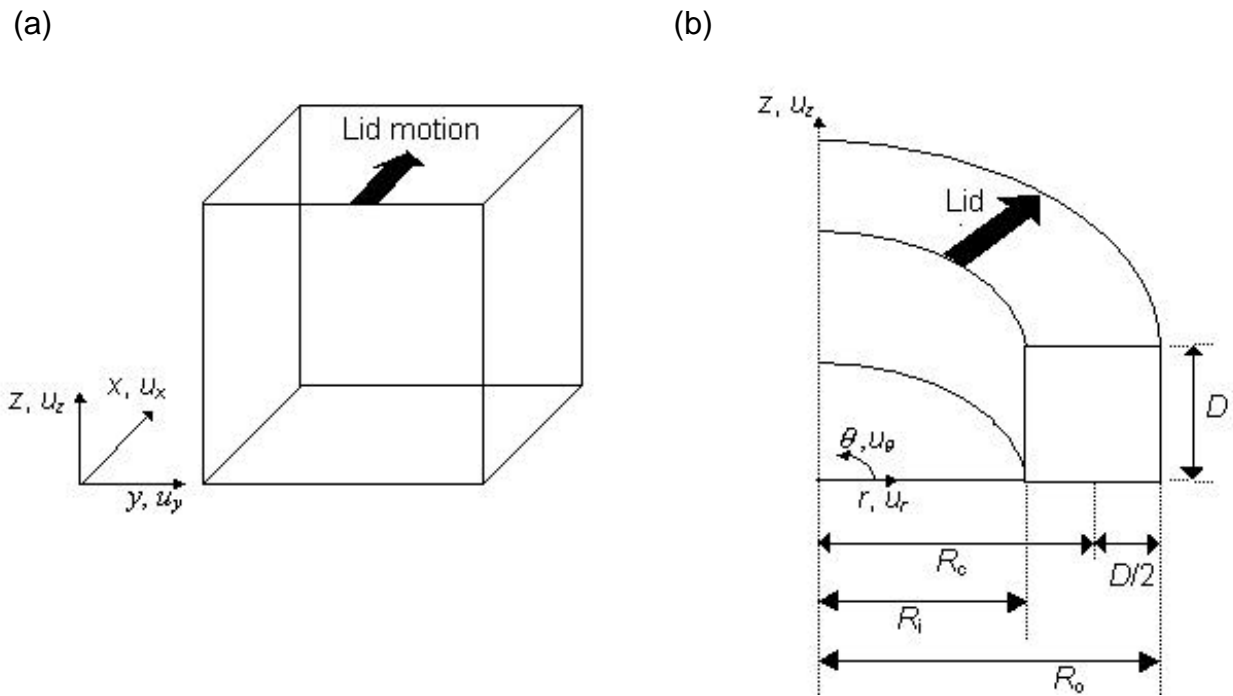 (a)
(b)
Lid motion
z, u_z
x, u_x
y, u_y
z, u_z
Lid
θ, u_θ
r, u_r
D
R_c
D/2
R_i
R_o